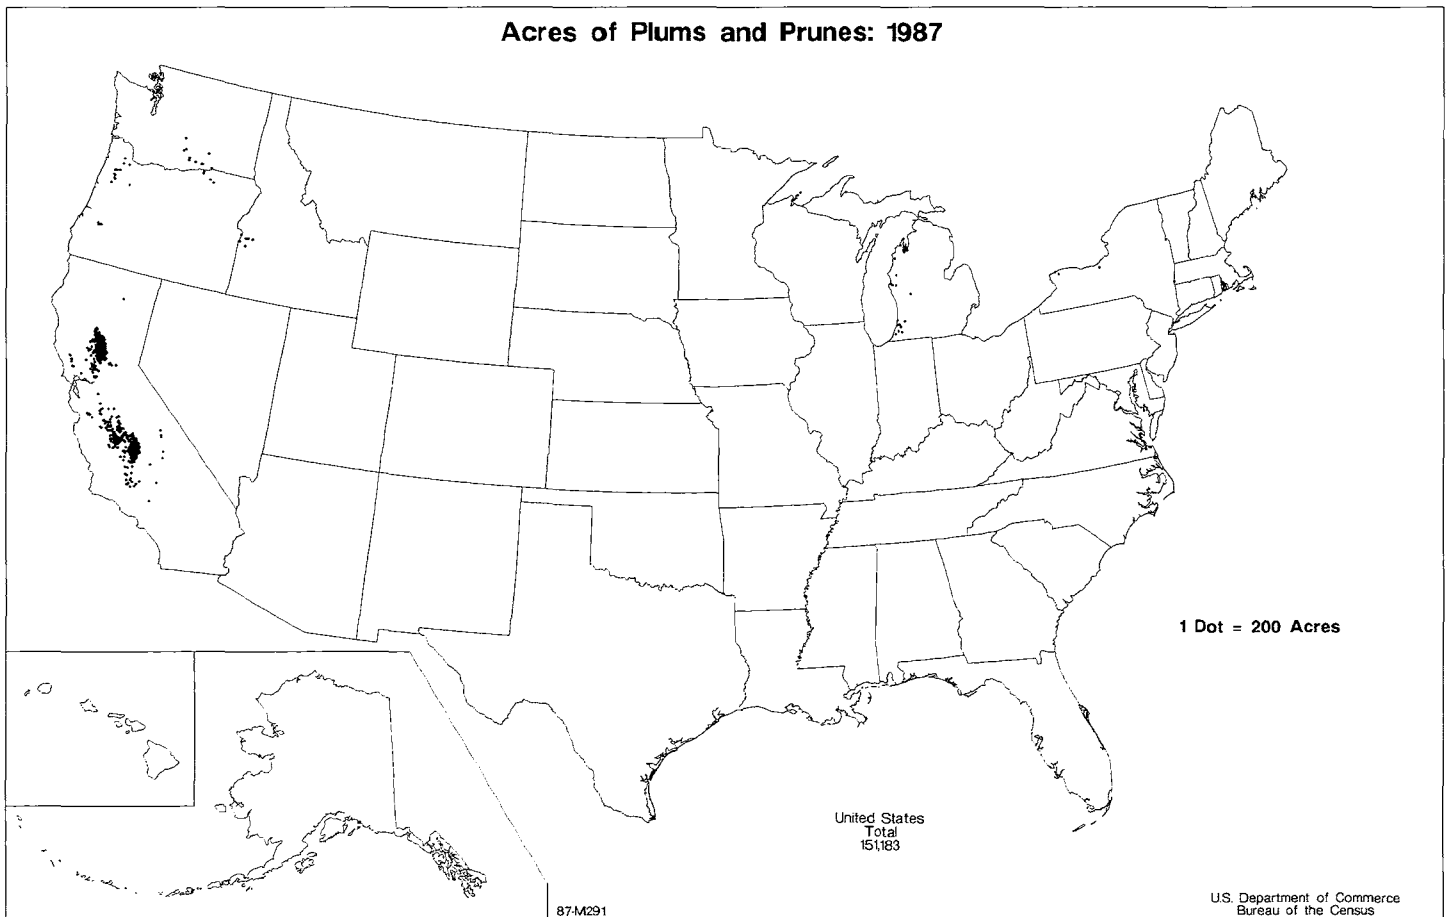 Acres of Plums and Prunes: 1987
1 Dot = 200 Acres
United States
Total
151,183
87-M291
U.S. Department of Commerce
Bureau of the Census